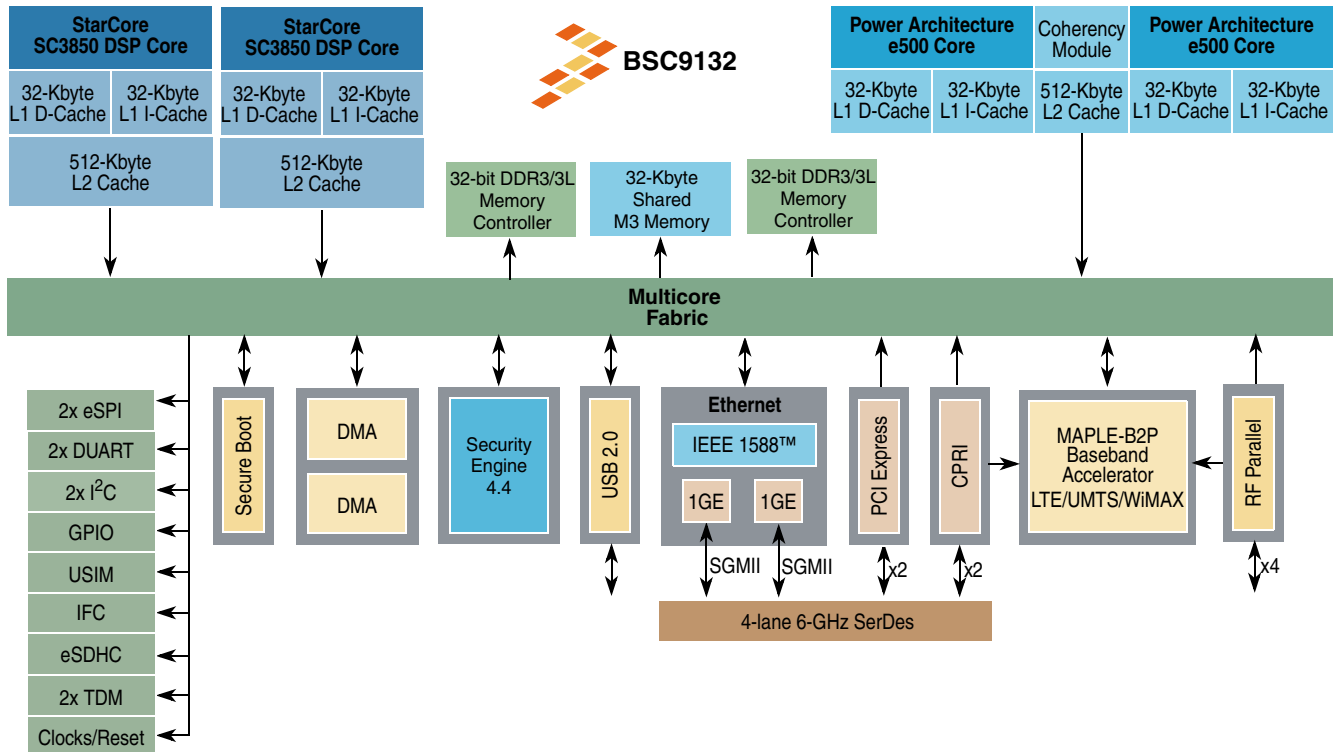 StarCore
SC3850 DSP Core
32-Kbyte
L1 D-Cache
32-Kbyte
L1 I-Cache
512-Kbyte
L2 Cache
StarCore
SC3850 DSP Core
32-Kbyte
L1 D-Cache
32-Kbyte
L1 I-Cache
512-Kbyte
L2 Cache
BSC9132
Power Architecture
e500 Core
Coherency
Module
Power Architecture
e500 Core
32-Kbyte
L1 D-Cache
32-Kbyte
L1 I-Cache
512-Kbyte
L2 Cache
32-Kbyte
L1 D-Cache
32-Kbyte
L1 I-Cache
32-bit DDR3/3L
Memory
Controller
32-Kbyte
Shared
M3 Memory
32-bit DDR3/3L
Memory
Controller
Multicore
Fabric
2x eSPI
2x DUART
2x I²C
GPIO
USIM
IFC
eSDHC
2x TDM
Clocks/Reset
Secure Boot
DMA
DMA
Security
Engine
4.4
USB 2.0
Ethernet
IEEE 1588™
1GE
1GE
SGMII
SGMII
PCI Express
x2
CPRI
x2
MAPLE-B2P
Baseband
Accelerator
LTE/UMTS/WiMAX
RF Parallel
x4
4-lane 6-GHz SerDes